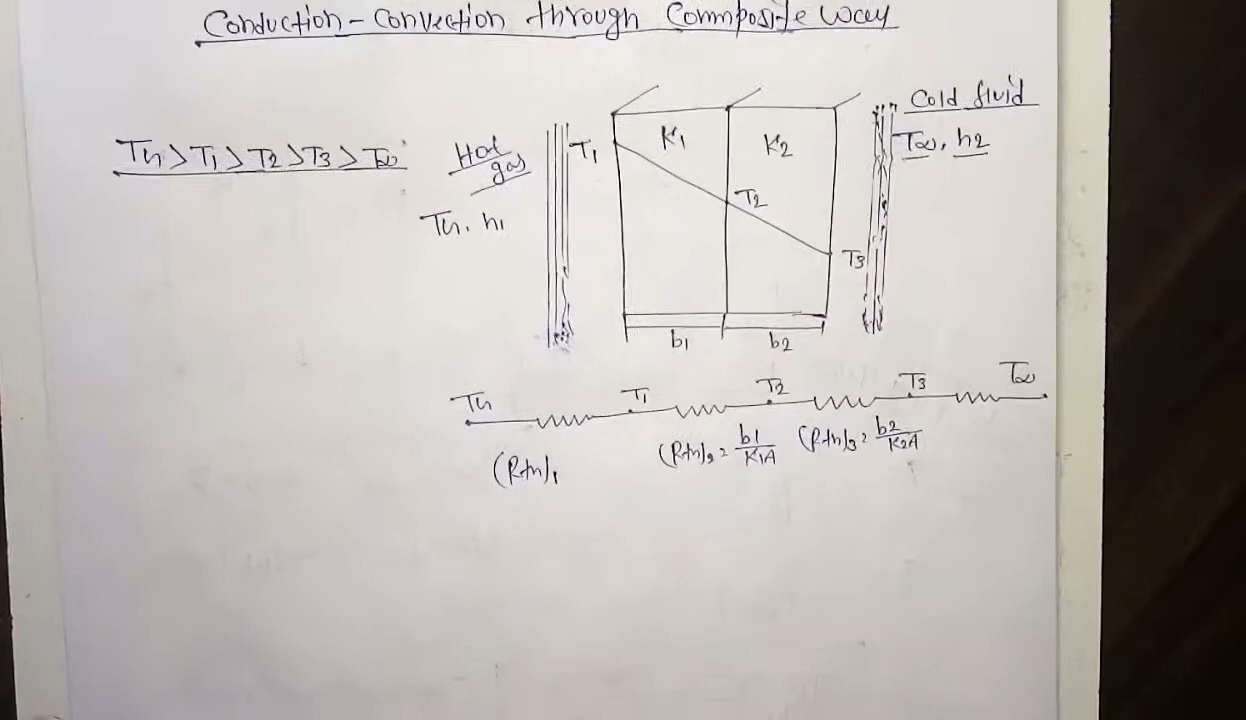 Conduction - Convection through Composite Wall
Cold fluid
T∞, h2
Th > T1 > T2 > T3 > T∞
Hot
gas
Th, h1
T1
K1
K2
T2
T3
b1
b2
Th
T1
T2
T3
T∞
(Rth)1
(Rth)2 = b1/K1A
(Rth)3 = b2/K2A